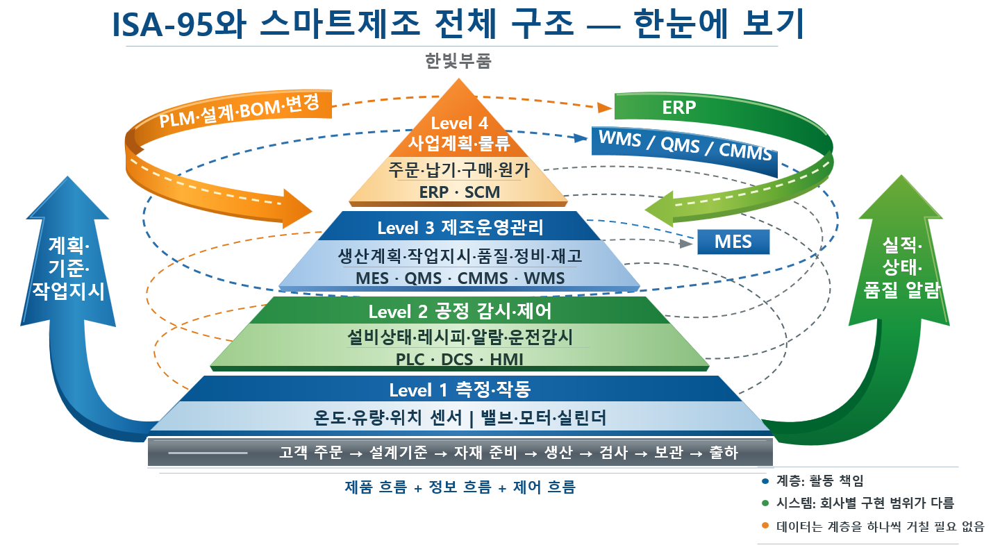 ISA-95와 스마트제조 전체 구조 — 한눈에 보기
한빛부품
PLM·설계·BOM·변경
ERP
WMS / QMS / CMMS
Level 4
사업계획·물류
주문·납기·구매·원가
ERP · SCM
Level 3 제조운영관리
생산계획·작업지시·품질·정비·재고
MES · QMS · CMMS · WMS
MES
계획·
기준·
작업지시
실적·
상태·
품질 알람
Level 2 공정 감시·제어
설비상태·레시피·알람·운전감시
PLC · DCS · HMI
Level 1 측정·작동
온도·유량·위치 센서 | 밸브·모터·실린더
고객 주문 → 설계기준 → 자재 준비 → 생산 → 검사 → 보관 → 출하
제품 흐름 + 정보 흐름 + 제어 흐름
계층: 활동 책임
시스템: 회사별 구현 범위가 다름
데이터는 계층을 하나씩 거칠 필요 없음